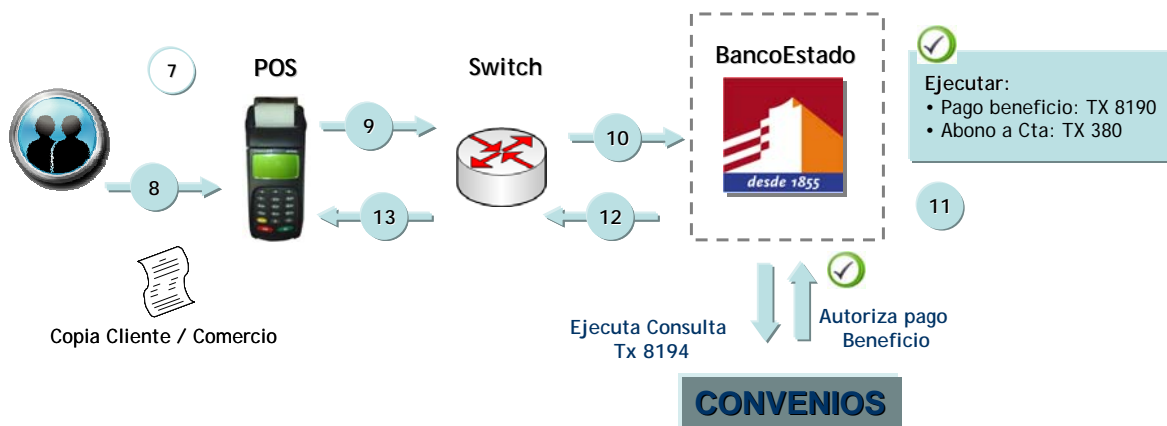 7
POS
Switch
BancoEstado
Ejecutar:
• Pago beneficio: TX 8190
• Abono a Cta: TX 380
9
10
8
desde 1855
13
12
11
Copia Cliente / Comercio
Ejecuta Consulta
Tx 8194
Autoriza pago
Beneficio
CONVENIOS